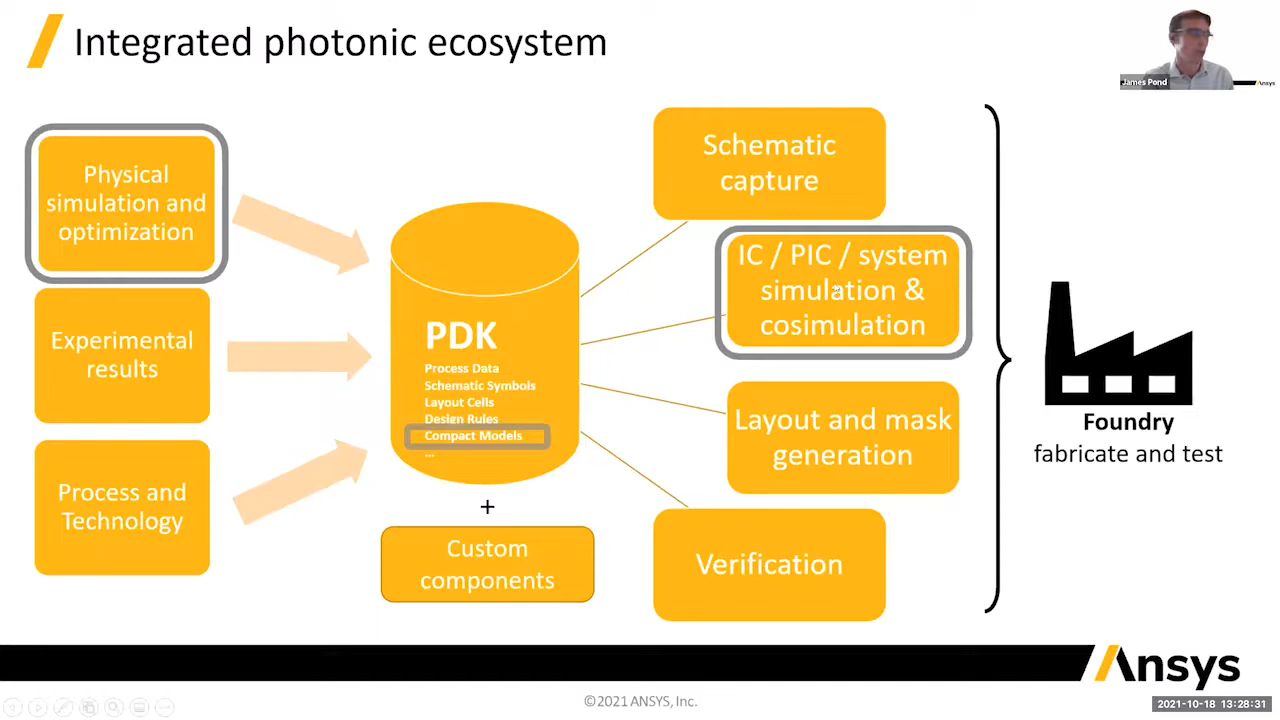 Integrated photonic ecosystem
James Pond
Ansys
Physical
simulation and
optimization
Experimental
results
Process and
Technology
PDK
Process Data
Schematic Symbols
Layout Cells
Design Rules
Compact Models
...
+
Custom
components
Schematic
capture
IC / PIC / system
simulation &
cosimulation
Layout and mask
generation
Verification
Foundry
fabricate and test
Ansys
©2021 ANSYS, Inc.
2021-10-18 13:28:31